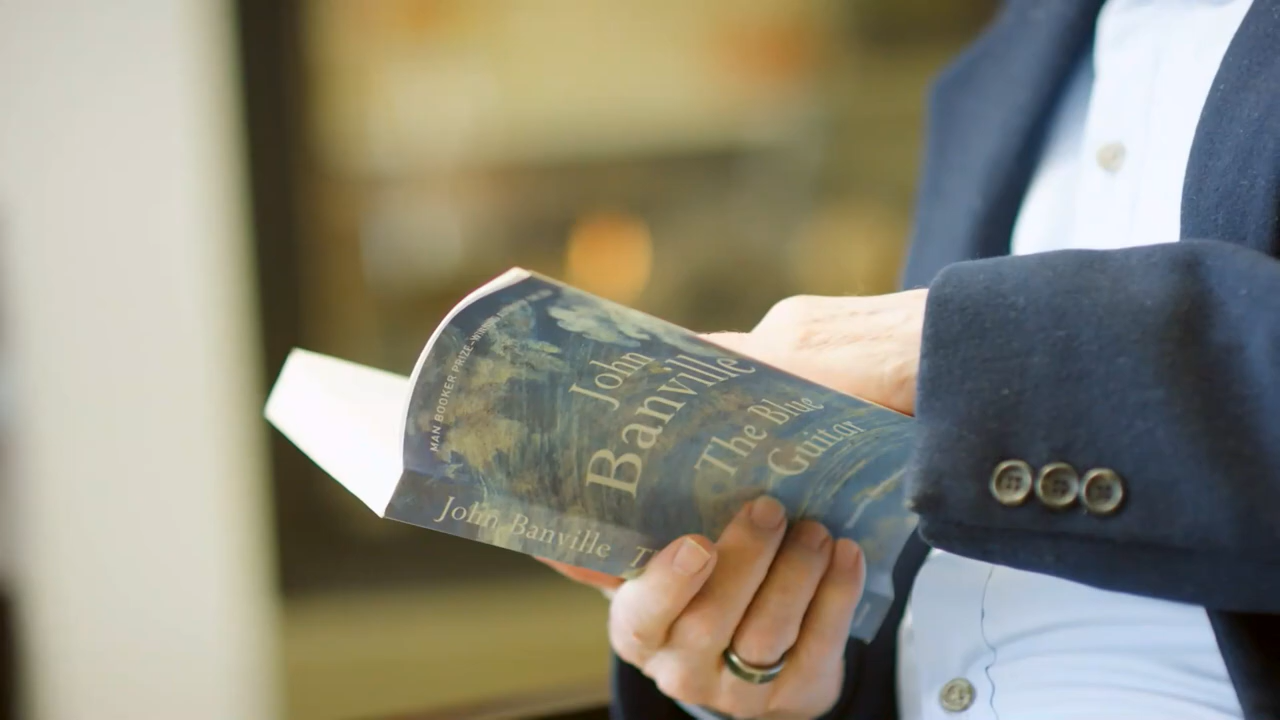 MAN BOOKER PRIZE-WINNING
John
Banville
The Blue
Guitar
John Banville